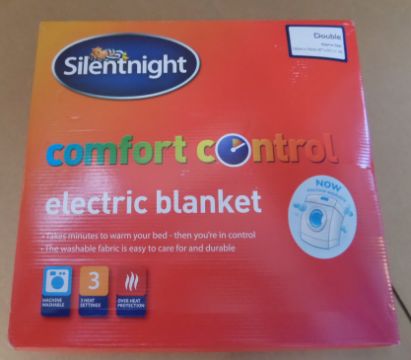 Silentnight
Double
comfort control
electric blanket
NOW
• Takes minutes to warm your bed - then you're in control
• The washable fabric is easy to care for and durable
MACHINE
WASHABLE
3
3 HEAT
SETTINGS
OVER HEAT
PROTECTION